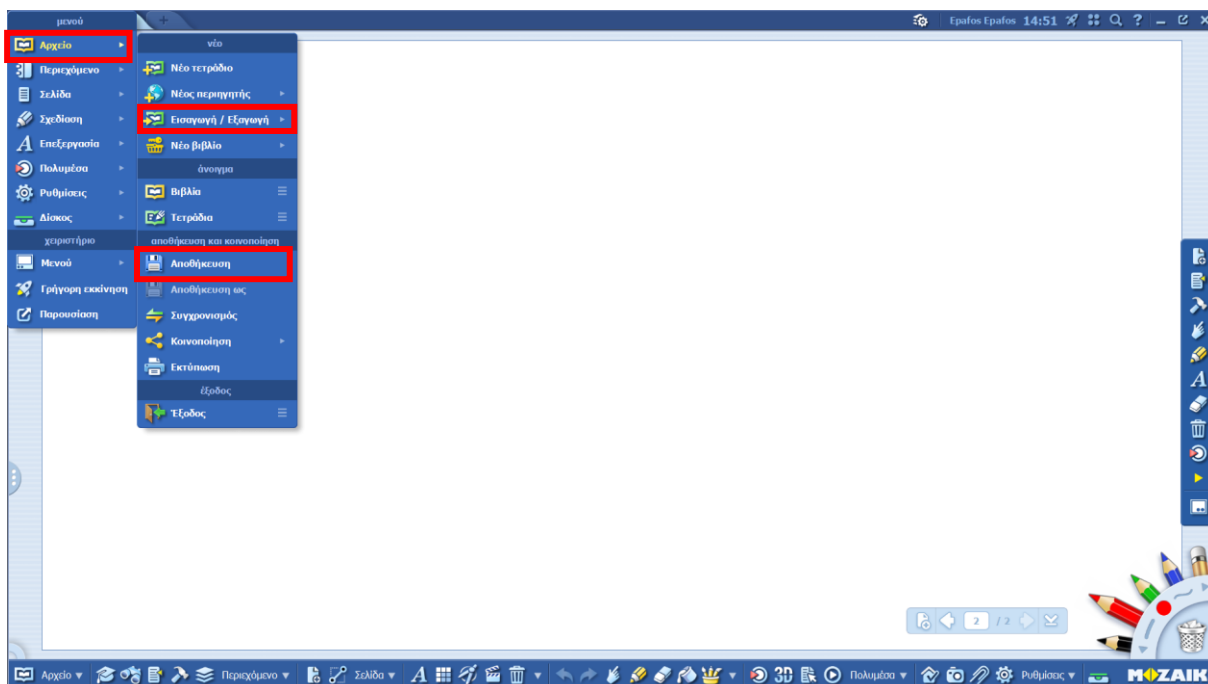 μενού
+
Epafos Epafos 14:51
?
Αρχείο
Περιεχόμενο
Σελίδα
Σχεδίαση
A Επεξεργασία
Πολυμέσα
Ρυθμίσεις
Δίσκος
χειριστήριο
Μενού
Γρήγορη εκκίνηση
Παρουσίαση
νέο
Νέο τετράδιο
Νέος περιηγητής
Εισαγωγή / Εξαγωγή
Νέο βιβλίο
άνοιγμα
Βιβλία
Τετράδια
αποθήκευση και κοινοποίηση
Αποθήκευση
Αποθήκευση ως
Συγχρονισμός
Κοινοποίηση
Εκτύπωση
έξοδος
Έξοδος
A
2 / 2
Αρχείο Περιεχόμενο Σελίδα A 3D Πολυμέσα Ρυθμίσεις MOZAIK